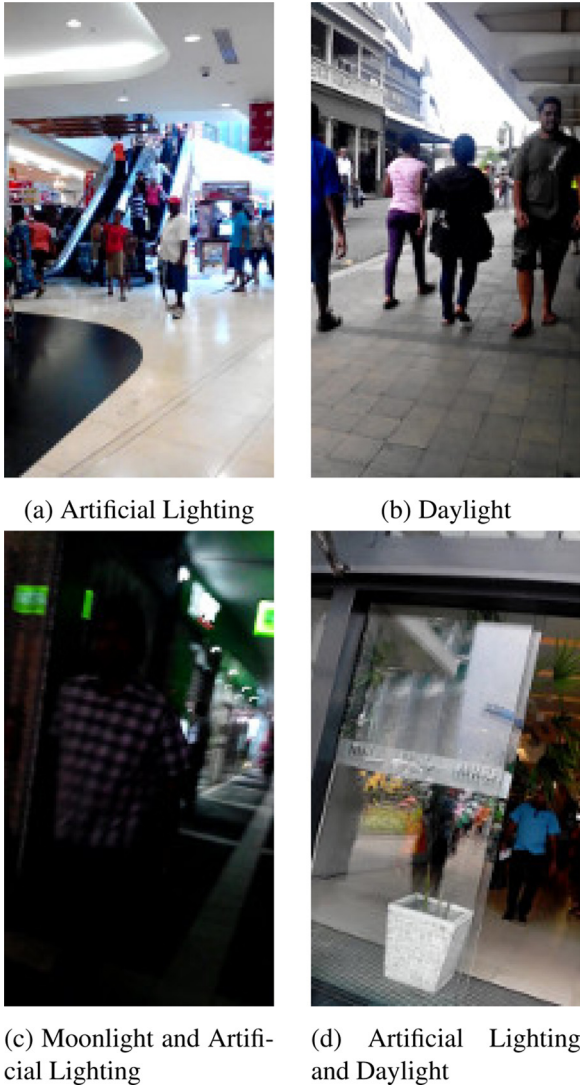 (a) Artificial Lighting
(b) Daylight
(c) Moonlight and Artifi-
cial Lighting
(d) Artificial Lighting
and Daylight